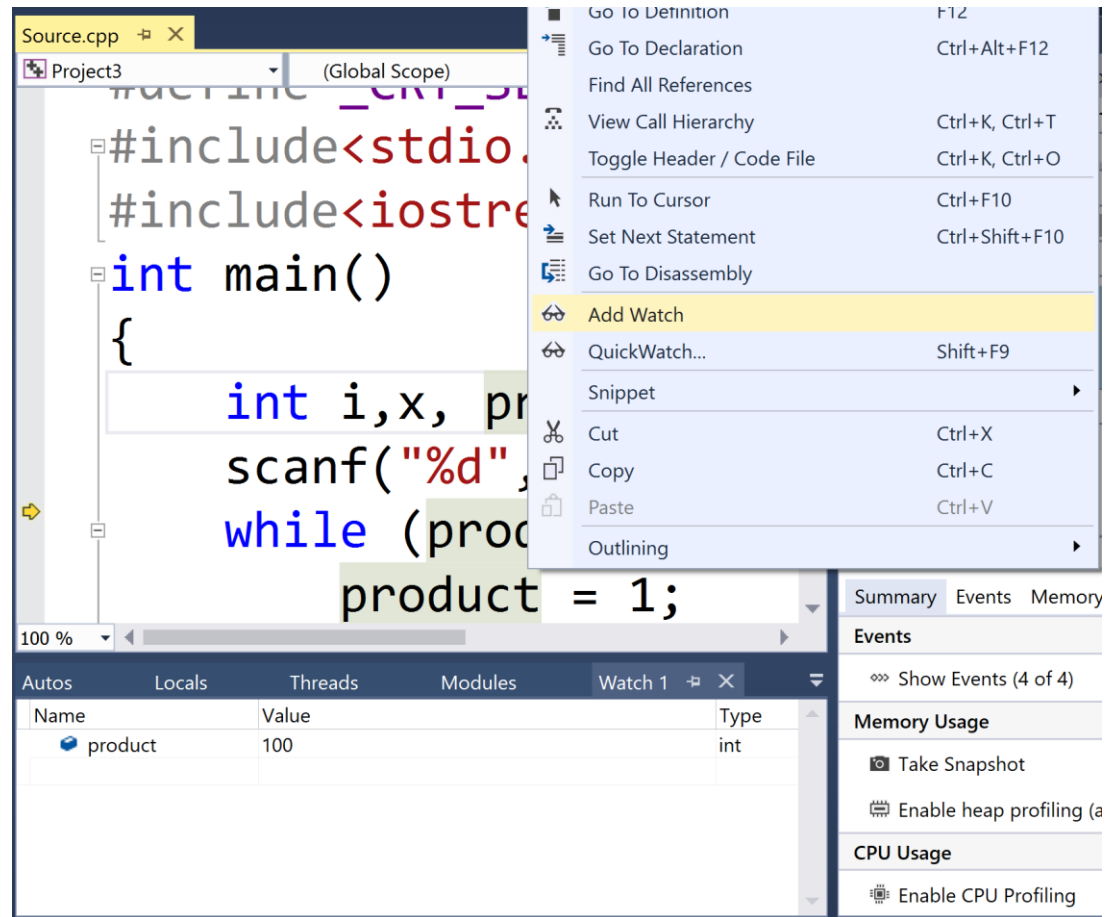 Source.cpp
Project3 (Global Scope)
#include<stdio.
#include<iostre
int main()
{
int i,x, pr
scanf("%d",
while (prod
product = 1;
100 %
Go To Definition F12
Go To Declaration Ctrl+Alt+F12
Find All References
View Call Hierarchy Ctrl+K, Ctrl+T
Toggle Header / Code File Ctrl+K, Ctrl+O
Run To Cursor Ctrl+F10
Set Next Statement Ctrl+Shift+F10
Go To Disassembly
Add Watch
QuickWatch... Shift+F9
Snippet
Cut Ctrl+X
Copy Ctrl+C
Paste Ctrl+V
Outlining
Autos Locals Threads Modules Watch 1
Name Value Type
product 100 int
Summary Events Memory
Events
Show Events (4 of 4)
Memory Usage
Take Snapshot
Enable heap profiling (a
CPU Usage
Enable CPU Profiling